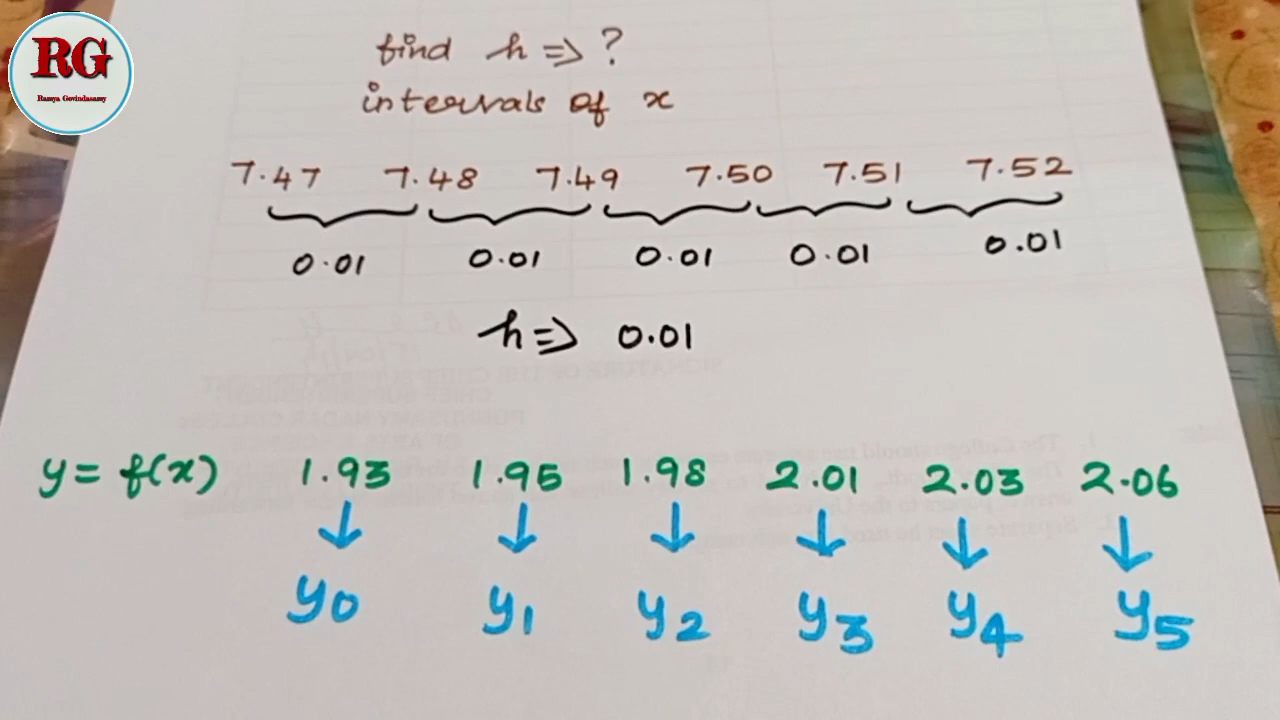 RG
Ramya Govindasamy
find h => ?
intervals of x
7.47 7.48 7.49 7.50 7.51 7.52
0.01 0.01 0.01 0.01 0.01
h => 0.01
y = f(x) 1.93 1.95 1.98 2.01 2.03 2.06
y0 y1 y2 y3 y4 y5